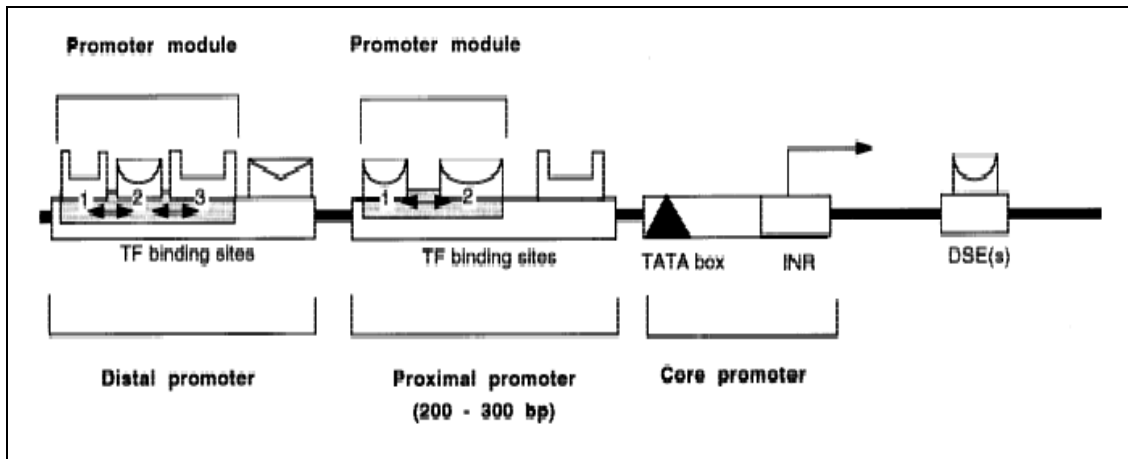 Promoter module
Promoter module
1 2 3
1 2
TF binding sites
TF binding sites
TATA box
INR
DSE(s)
Distal promoter
Proximal promoter
(200 - 300 bp)
Core promoter